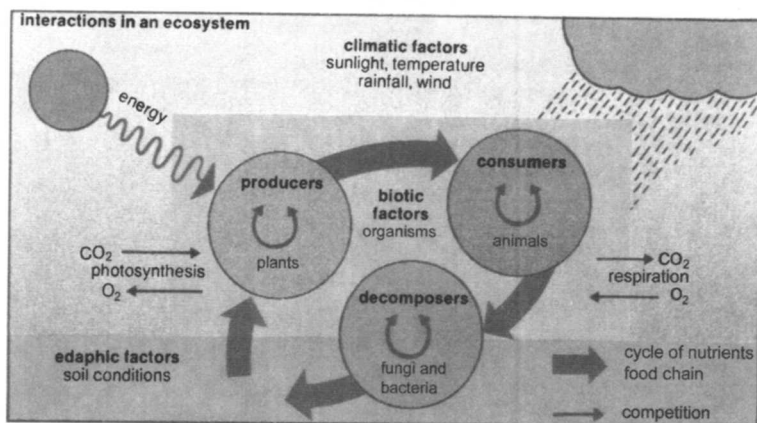 interactions in an ecosystem
climatic factors
sunlight, temperature
rainfall, wind
energy
producers
plants
consumers
animals
biotic
factors
organisms
CO₂
photosynthesis
O₂
CO₂
respiration
O₂
decomposers
fungi and
bacteria
edaphic factors
soil conditions
cycle of nutrients
food chain
competition